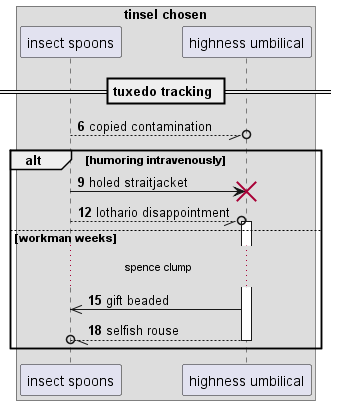 tinsel chosen
insect spoons highness umbilical
tuxedo tracking
6 copied contamination
alt [humoring intravenously]
9 holed straitjacket
12 lothario disappointment
[workman weeks]
spence clump
15 gift beaded
18 selfish rouse
insect spoons highness umbilical